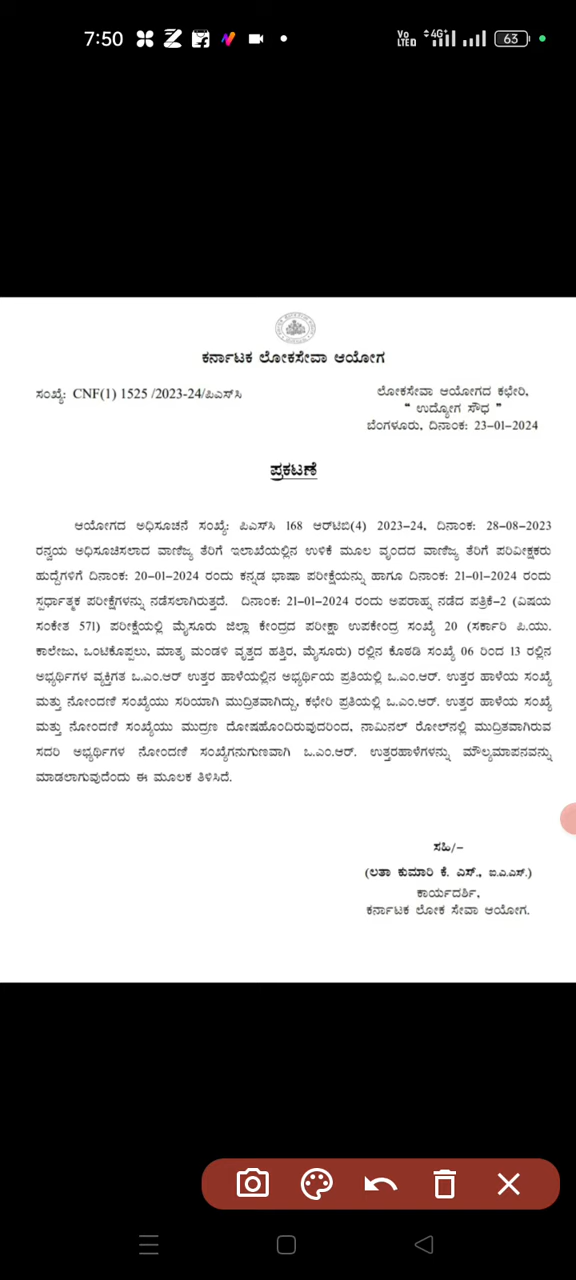 7:50
Vo LTED 4G+ 63
ಕರ್ನಾಟಕ ಲೋಕಸೇವಾ ಆಯೋಗ
ಸಂಖ್ಯೆ: CNF(1) 1525 /2023-24/ಪಿಎಸ್‌ಸಿ
ಲೋಕಸೇವಾ ಆಯೋಗದ ಕಛೇರಿ,
“ ಉದ್ಯೋಗ ಸೌಧ ”
ಬೆಂಗಳೂರು, ದಿನಾಂಕ: 23-01-2024
ಪ್ರಕಟಣೆ
ಆಯೋಗದ ಅಧಿಸೂಚನೆ ಸಂಖ್ಯೆ: ಪಿಎಸ್‌ಸಿ 168 ಆರ್‌ಟಿಬಿ(4) 2023-24, ದಿನಾಂಕ: 28-08-2023
ರನ್ವಯ ಅಧಿಸೂಚಿಸಲಾದ ವಾಣಿಜ್ಯ ತೆರಿಗೆ ಇಲಾಖೆಯಲ್ಲಿನ ಉಳಿಕೆ ಮೂಲ ವೃಂದದ ವಾಣಿಜ್ಯ ತೆರಿಗೆ ಪರಿವೀಕ್ಷಕರು
ಹುದ್ದೆಗಳಿಗೆ ದಿನಾಂಕ: 20-01-2024 ರಂದು ಕನ್ನಡ ಭಾಷಾ ಪರೀಕ್ಷೆಯನ್ನು ಹಾಗೂ ದಿನಾಂಕ: 21-01-2024 ರಂದು
ಸ್ಪರ್ಧಾತ್ಮಕ ಪರೀಕ್ಷೆಗಳನ್ನು ನಡೆಸಲಾಗಿರುತ್ತದೆ. ದಿನಾಂಕ: 21-01-2024 ರಂದು ಅಪರಾಹ್ನ ನಡೆದ ಪತ್ರಿಕೆ-2 (ವಿಷಯ
ಸಂಕೇತ 571) ಪರೀಕ್ಷೆಯಲ್ಲಿ ಮೈಸೂರು ಜಿಲ್ಲಾ ಕೇಂದ್ರದ ಪರೀಕ್ಷಾ ಉಪಕೇಂದ್ರ ಸಂಖ್ಯೆ 20 (ಸರ್ಕಾರಿ ಪಿ.ಯು.
ಕಾಲೇಜು, ಒಂಟಿಕೊಪ್ಪಲು, ಮಾತೃ ಮಂಡಳಿ ವೃತ್ತದ ಹತ್ತಿರ, ಮೈಸೂರು) ರಲ್ಲಿನ ಕೊಠಡಿ ಸಂಖ್ಯೆ 06 ರಿಂದ 13 ರಲ್ಲಿನ
ಅಭ್ಯರ್ಥಿಗಳ ವ್ಯಕ್ತಿಗತ ಒ.ಎಂ.ಆರ್ ಉತ್ತರ ಹಾಳೆಯಲ್ಲಿನ ಅಭ್ಯರ್ಥಿಯ ಪ್ರತಿಯಲ್ಲಿ ಒ.ಎಂ.ಆರ್. ಉತ್ತರ ಹಾಳೆಯ ಸಂಖ್ಯೆ
ಮತ್ತು ನೋಂದಣಿ ಸಂಖ್ಯೆಯು ಸರಿಯಾಗಿ ಮುದ್ರಿತವಾಗಿದ್ದು, ಕಛೇರಿ ಪ್ರತಿಯಲ್ಲಿ ಒ.ಎಂ.ಆರ್. ಉತ್ತರ ಹಾಳೆಯ ಸಂಖ್ಯೆ
ಮತ್ತು ನೋಂದಣಿ ಸಂಖ್ಯೆಯು ಮುದ್ರಣ ದೋಷಹೊಂದಿರುವುದರಿಂದ, ನಾಮಿನಲ್ ರೋಲ್‌ನಲ್ಲಿ ಮುದ್ರಿತವಾಗಿರುವ
ಸದರಿ ಅಭ್ಯರ್ಥಿಗಳ ನೋಂದಣಿ ಸಂಖ್ಯೆಗನುಗುಣವಾಗಿ ಒ.ಎಂ.ಆರ್. ಉತ್ತರಹಾಳೆಗಳನ್ನು ಮೌಲ್ಯಮಾಪನವನ್ನು
ಮಾಡಲಾಗುವುದೆಂದು ಈ ಮೂಲಕ ತಿಳಿಸಿದೆ.
ಸಹಿ/-
(ಲತಾ ಕುಮಾರಿ ಕೆ. ಎಸ್., ಐ.ಎ.ಎಸ್.)
ಕಾರ್ಯದರ್ಶಿ,
ಕರ್ನಾಟಕ ಲೋಕ ಸೇವಾ ಆಯೋಗ.